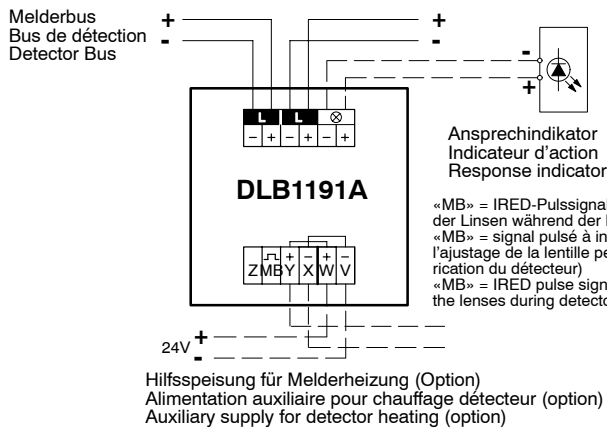 Melderbus
Bus de détection
Detector Bus
+
-
+
-
-
+
L L
- + - + - +
Ansprechindikator
Indicateur d'action
Response indicator
DLB1191A
«MB» = IRED-Pulssignal
der Linsen während der
«MB» = signal pulsé à in
l'ajustage de la lentille pe
rication du détecteur)
«MB» = IRED pulse sign
the lenses during detecto
+ - + -
Z MB Y X W V
24V
+
-
Hilfsspeisung für Melderheizung (Option)
Alimentation auxiliaire pour chauffage détecteur (option)
Auxiliary supply for detector heating (option)